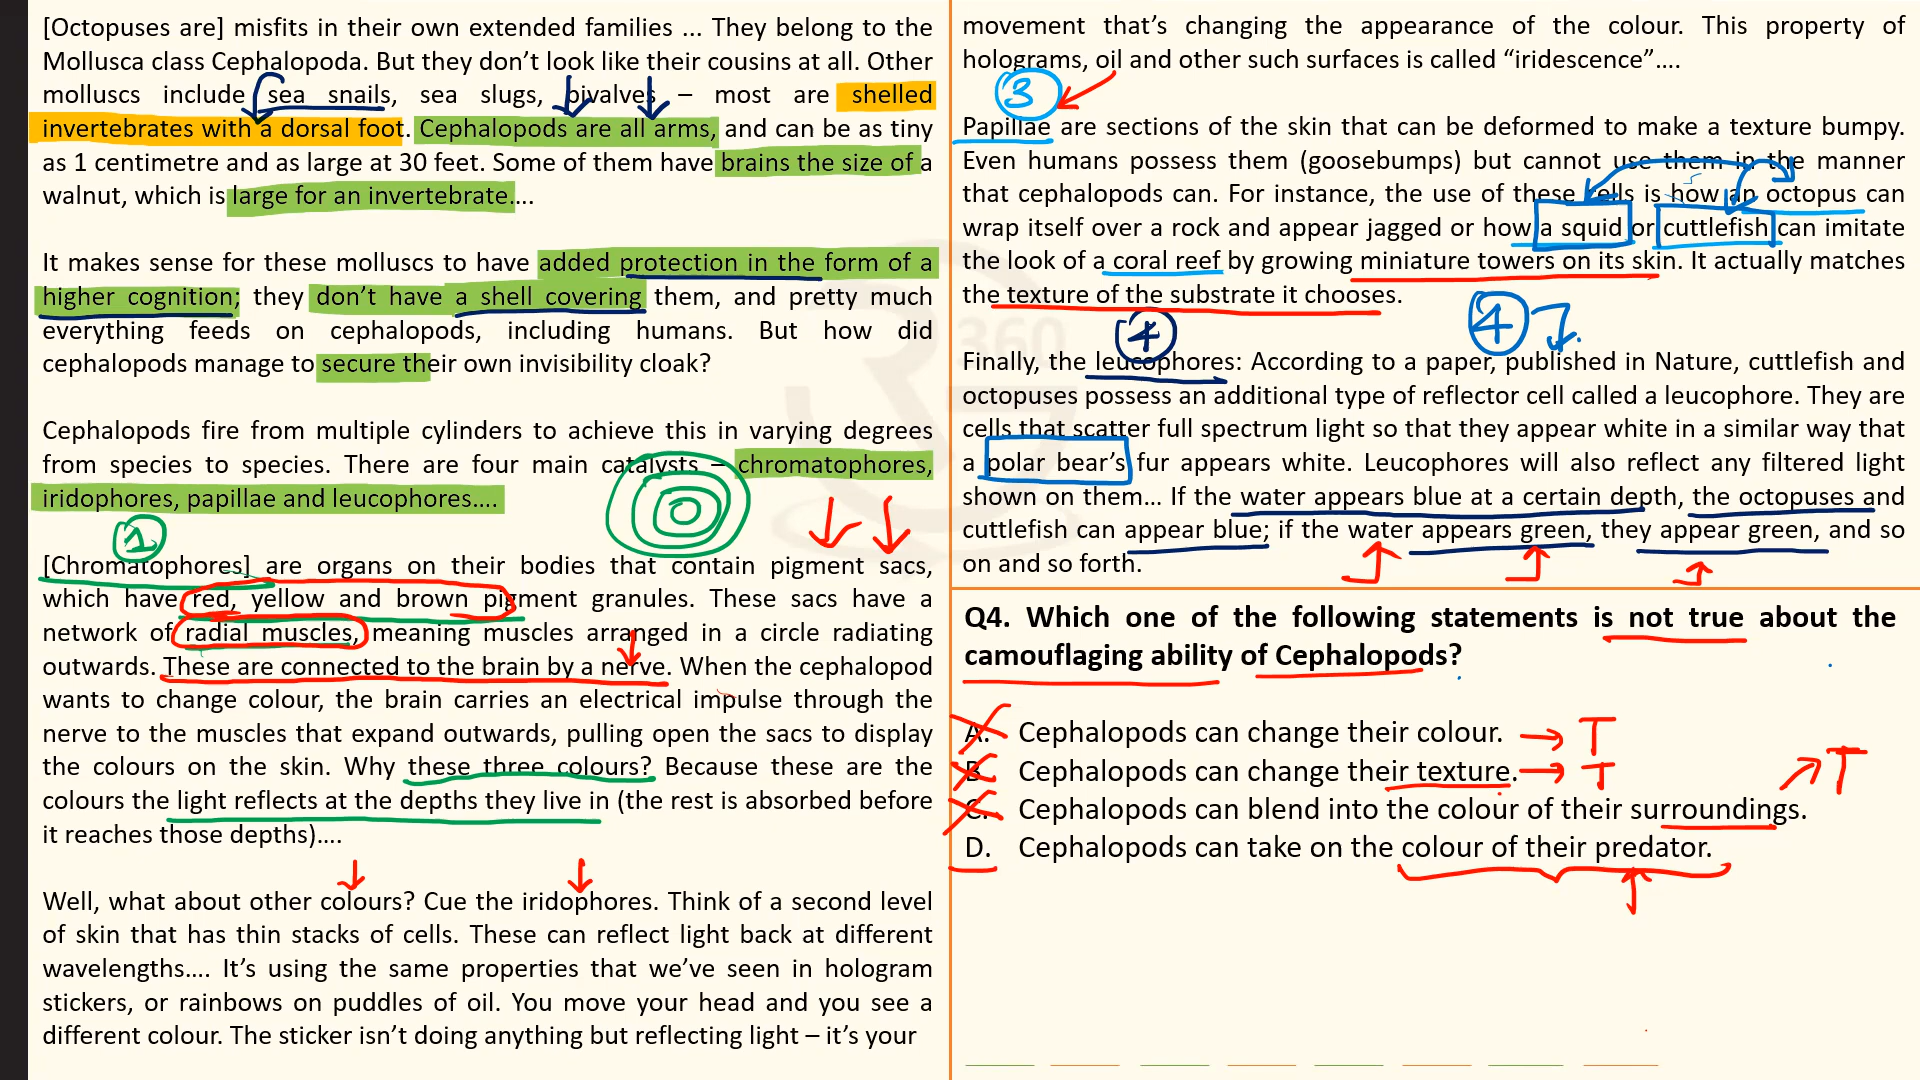 [Octopuses are] misfits in their own extended families ... They belong to the
Mollusca class Cephalopoda. But they don’t look like their cousins at all. Other
molluscs include sea snails, sea slugs, bivalves – most are shelled
invertebrates with a dorsal foot. Cephalopods are all arms, and can be as tiny
as 1 centimetre and as large at 30 feet. Some of them have brains the size of a
walnut, which is large for an invertebrate....
It makes sense for these molluscs to have added protection in the form of a
higher cognition; they don’t have a shell covering them, and pretty much
everything feeds on cephalopods, including humans. But how did
cephalopods manage to secure their own invisibility cloak?
Cephalopods fire from multiple cylinders to achieve this in varying degrees
from species to species. There are four main catalysts – chromatophores,
iridophores, papillae and leucophores....
1
[Chromatophores] are organs on their bodies that contain pigment sacs,
which have red, yellow and brown pigment granules. These sacs have a
network of radial muscles, meaning muscles arranged in a circle radiating
outwards. These are connected to the brain by a nerve. When the cephalopod
wants to change colour, the brain carries an electrical impulse through the
nerve to the muscles that expand outwards, pulling open the sacs to display
the colours on the skin. Why these three colours? Because these are the
colours the light reflects at the depths they live in (the rest is absorbed before
it reaches those depths)....
Well, what about other colours? Cue the iridophores. Think of a second level
of skin that has thin stacks of cells. These can reflect light back at different
wavelengths.... It’s using the same properties that we’ve seen in hologram
stickers, or rainbows on puddles of oil. You move your head and you see a
different colour. The sticker isn’t doing anything but reflecting light – it’s your
movement that’s changing the appearance of the colour. This property of
holograms, oil and other such surfaces is called “iridescence”....
3
Papillae are sections of the skin that can be deformed to make a texture bumpy.
Even humans possess them (goosebumps) but cannot use them in the manner
that cephalopods can. For instance, the use of these cells is how an octopus can
wrap itself over a rock and appear jagged or how a squid or cuttlefish can imitate
the look of a coral reef by growing miniature towers on its skin. It actually matches
the texture of the substrate it chooses.
4 4
360
Finally, the leucophores: According to a paper, published in Nature, cuttlefish and
octopuses possess an additional type of reflector cell called a leucophore. They are
cells that scatter full spectrum light so that they appear white in a similar way that
a polar bear’s fur appears white. Leucophores will also reflect any filtered light
shown on them... If the water appears blue at a certain depth, the octopuses and
cuttlefish can appear blue; if the water appears green, they appear green, and so
on and so forth.
Q4. Which one of the following statements is not true about the
camouflaging ability of Cephalopods?
A. Cephalopods can change their colour. T
B. Cephalopods can change their texture. T
C. Cephalopods can blend into the colour of their surroundings. T
D. Cephalopods can take on the colour of their predator.